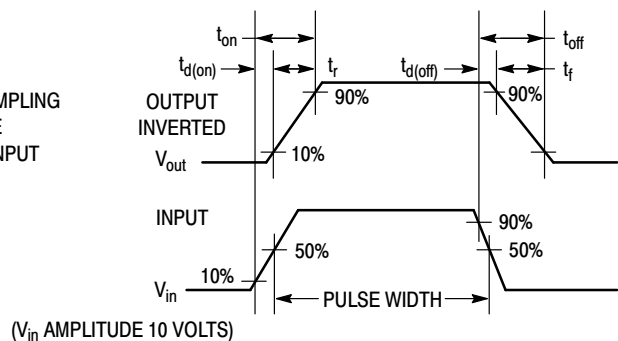 t_on t_off
t_d(on) t_r t_d(off) t_f
OUTPUT
INVERTED
90% 90%
10%
V_out
INPUT
INPUT
90%
50% 50%
10%
V_in
PULSE WIDTH
(V_in AMPLITUDE 10 VOLTS)